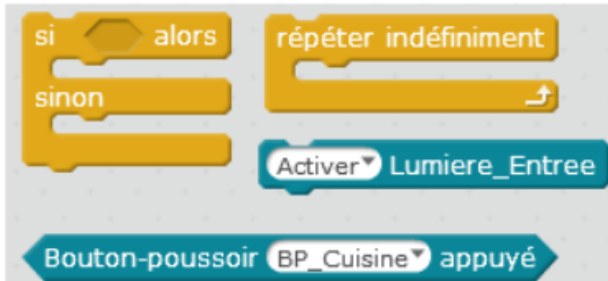 si alors
sinon
répéter indéfiniment
Activer Lumiere_Entree
Bouton-poussoir BP_Cuisine appuyé